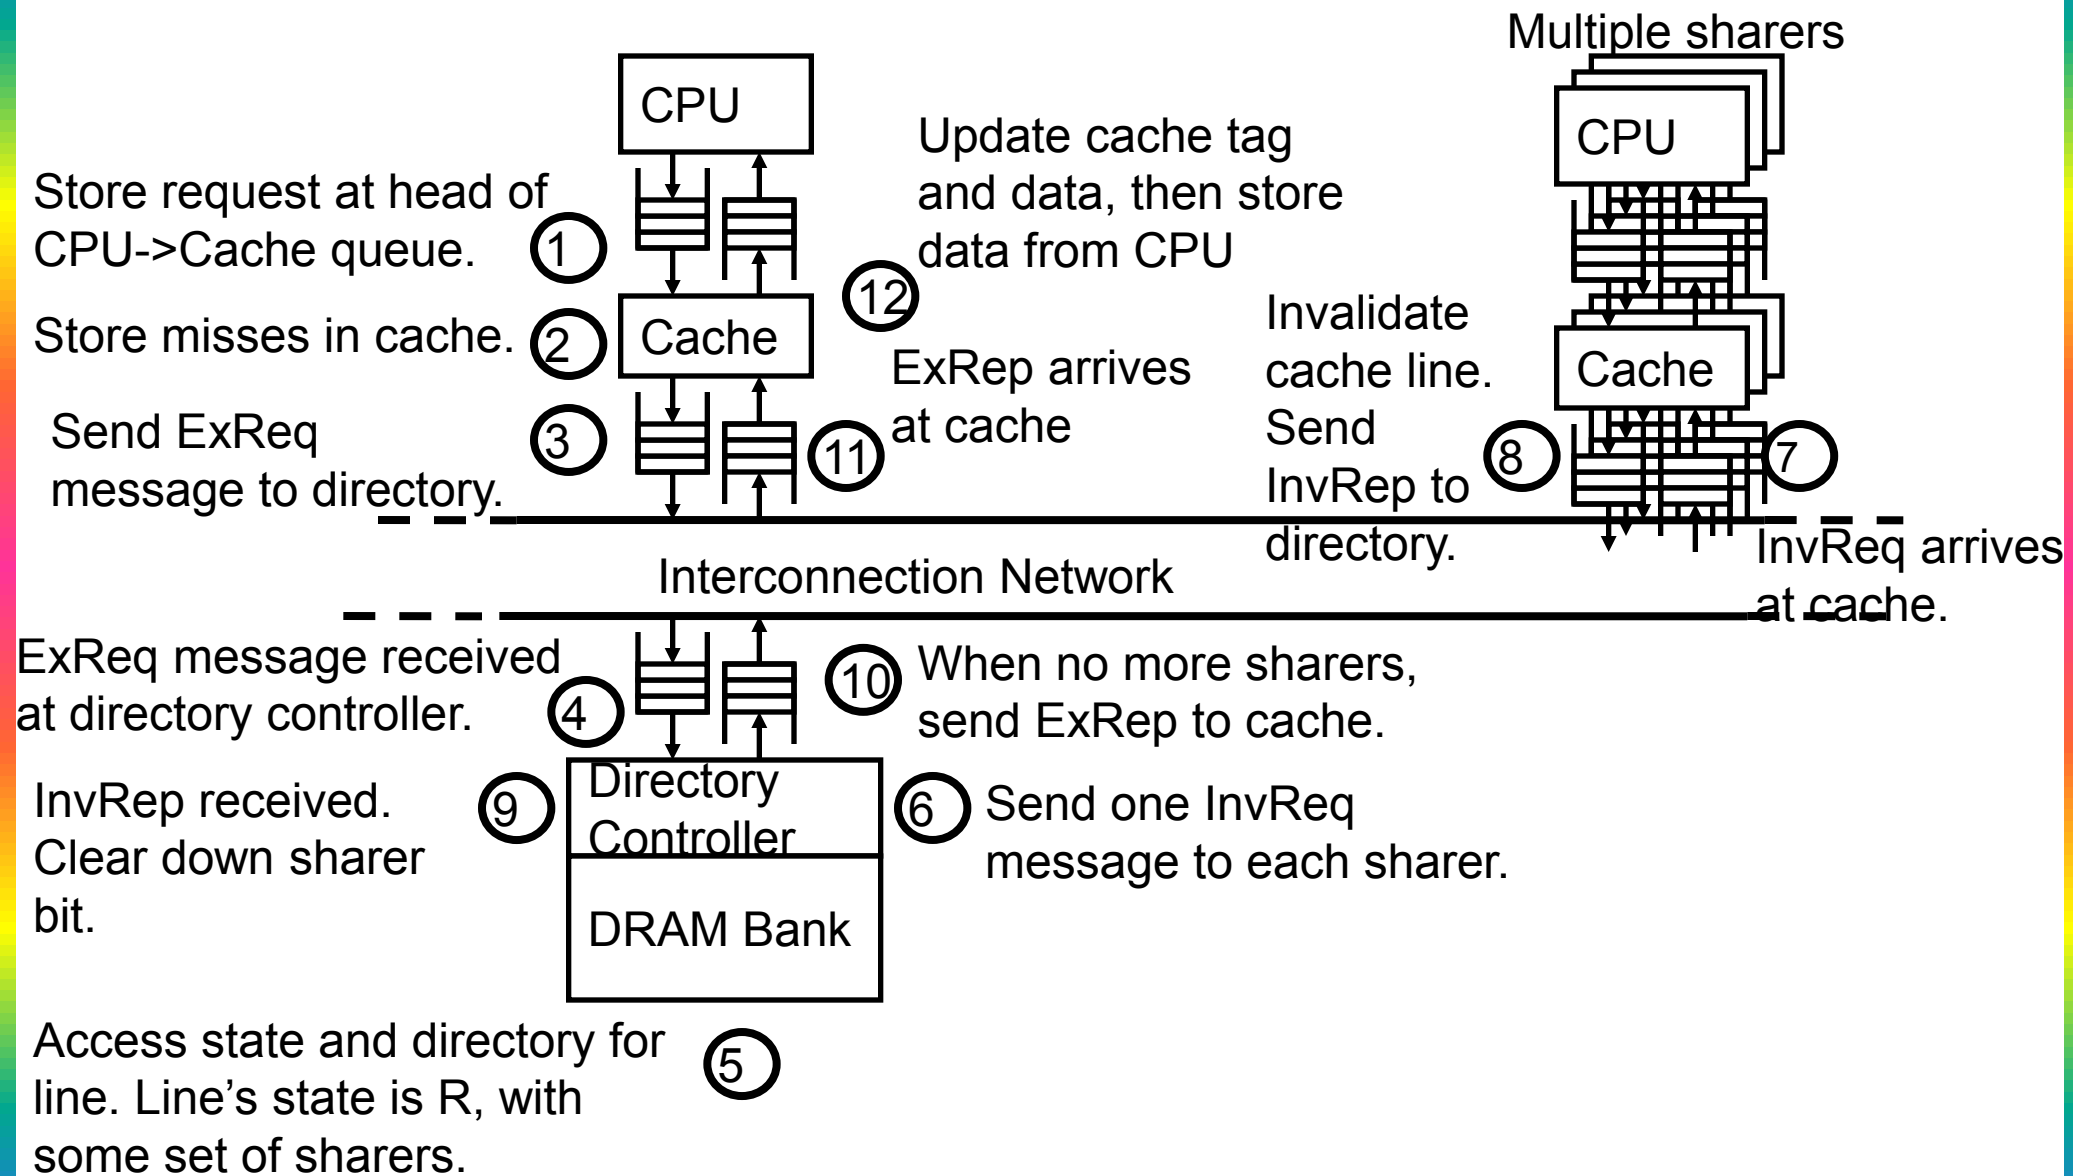 Multiple sharers
CPU
CPU
Update cache tag
and data, then store
data from CPU
Store request at head of
CPU->Cache queue.
1
12
Store misses in cache.
2
Cache
Invalidate
cache line.
Send
InvRep to
directory.
Cache
ExRep arrives
at cache
Send ExReq
message to directory.
3
11
8
7
InvReq arrives
at cache.
Interconnection Network
ExReq message received
at directory controller.
4
10
When no more sharers,
send ExRep to cache.
InvRep received.
Clear down sharer
bit.
9
Directory
Controller
6
Send one InvReq
message to each sharer.
DRAM Bank
Access state and directory for
line. Line’s state is R, with
some set of sharers.
5